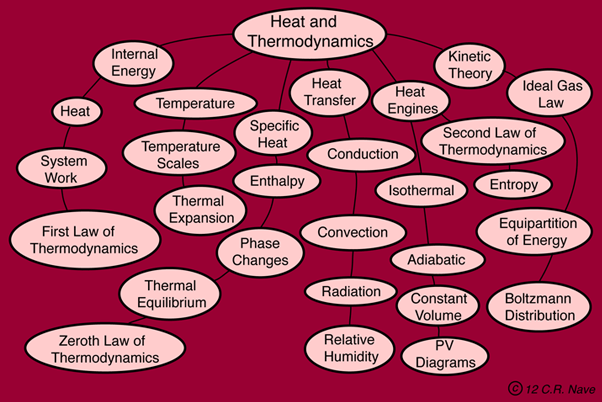 Heat and
Thermodynamics
Internal
Energy
Heat
System
Work
First Law of
Thermodynamics
Temperature
Temperature
Scales
Thermal
Expansion
Specific
Heat
Enthalpy
Phase
Changes
Thermal
Equilibrium
Zeroth Law of
Thermodynamics
Heat
Transfer
Conduction
Convection
Radiation
Relative
Humidity
Heat
Engines
Isothermal
Adiabatic
Constant
Volume
PV
Diagrams
Second Law of
Thermodynamics
Entropy
Kinetic
Theory
Ideal Gas
Law
Equipartition
of Energy
Boltzmann
Distribution
© 12 C.R. Nave